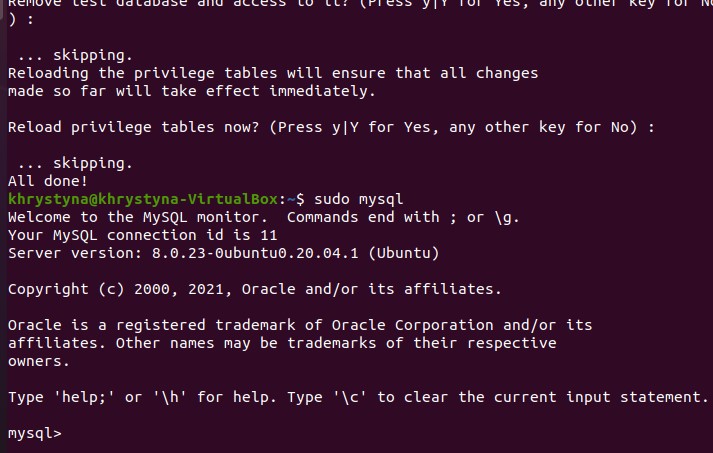 Remove test database and access to it? (Press y|Y for Yes, any other key for No
) :
 ... skipping.
Reloading the privilege tables will ensure that all changes
made so far will take effect immediately.
Reload privilege tables now? (Press y|Y for Yes, any other key for No) :
 ... skipping.
All done!
khrystyna@khrystyna-VirtualBox:~$ sudo mysql
Welcome to the MySQL monitor.  Commands end with ; or \g.
Your MySQL connection id is 11
Server version: 8.0.23-0ubuntu0.20.04.1 (Ubuntu)
Copyright (c) 2000, 2021, Oracle and/or its affiliates.
Oracle is a registered trademark of Oracle Corporation and/or its
affiliates. Other names may be trademarks of their respective
owners.
Type 'help;' or '\h' for help. Type '\c' to clear the current input statement.
mysql>